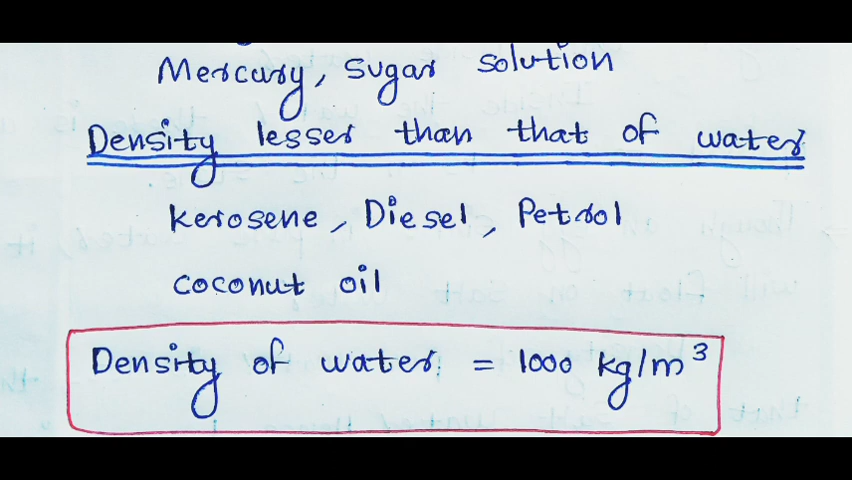 Mercury, Sugar solution
Density lesser than that of water
Kerosene, Diesel, Petrol
coconut oil
Density of water = 1000 kg/m³